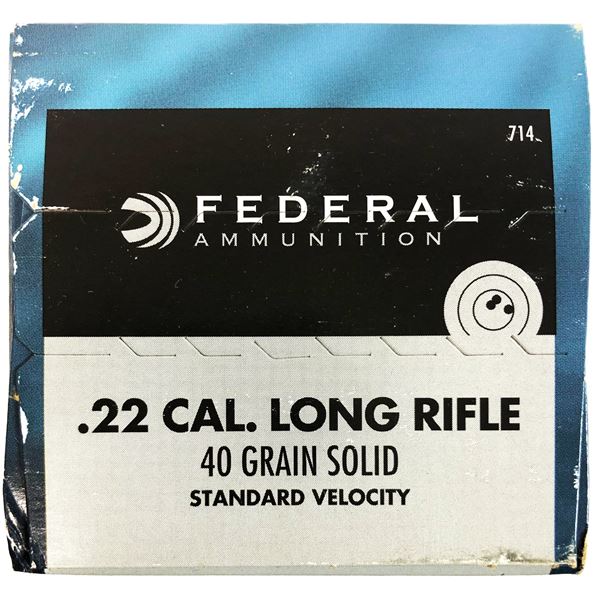 714
FEDERAL
AMMUNITION
.22 CAL. LONG RIFLE
40 GRAIN SOLID
STANDARD VELOCITY